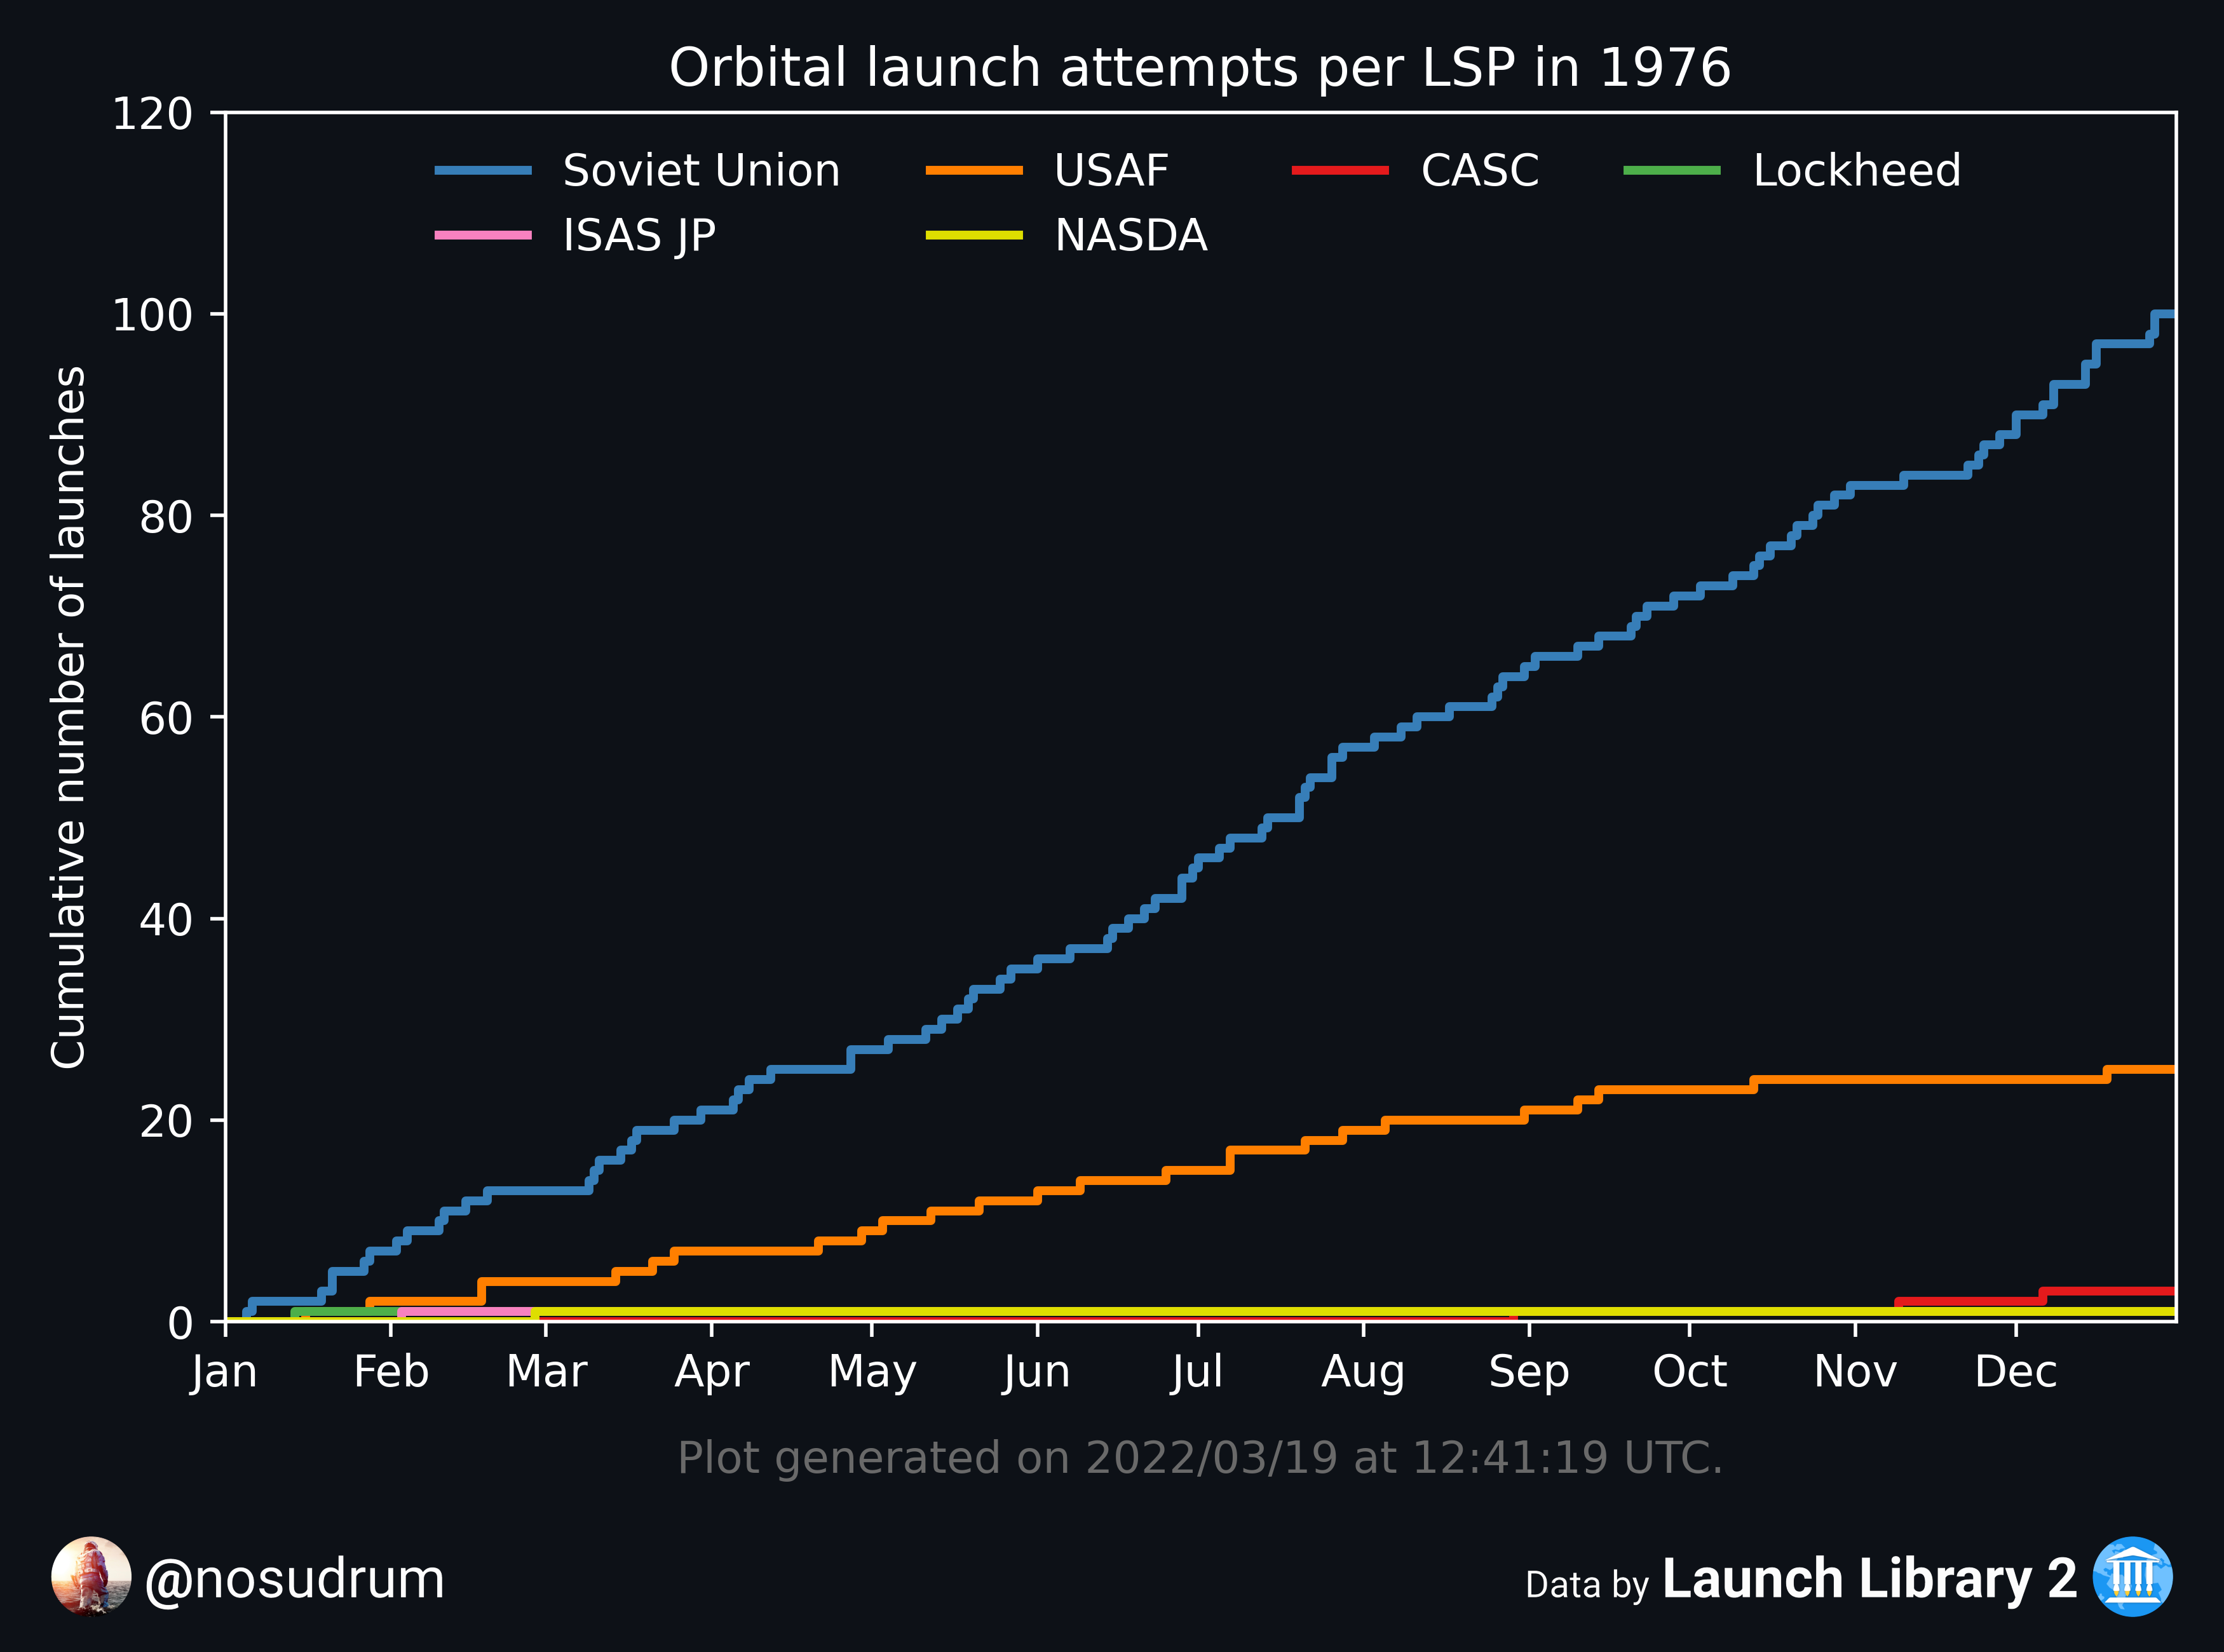 Orbital launch attempts per LSP in 1976
120
Soviet Union USAF CASC Lockheed
ISAS JP NASDA
100
80
60
40
20
0
Cumulative number of launches
Jan Feb Mar Apr May Jun Jul Aug Sep Oct Nov Dec
Plot generated on 2022/03/19 at 12:41:19 UTC.
@nosudrum
Data by Launch Library 2